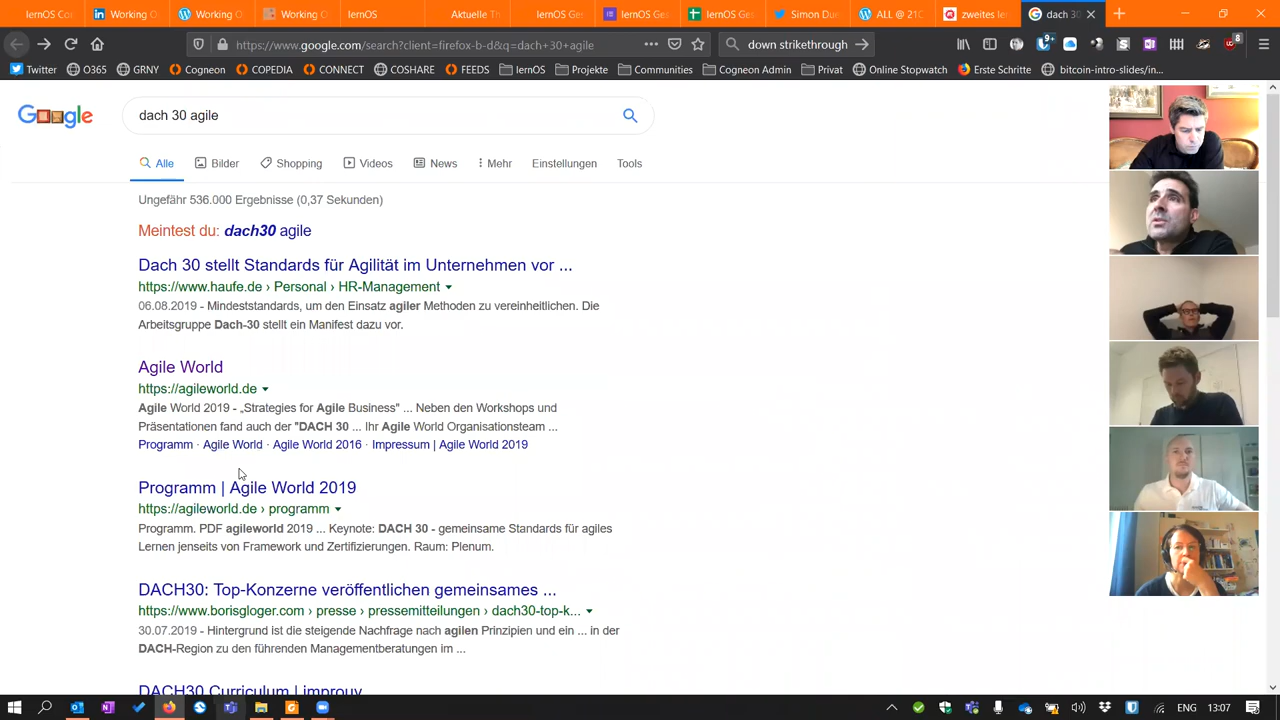 lernOS Co
Working O
Working O
Working O
lernOS
Aktuelle Th
lernOS Ge
lernOS Ges
lernOS Ges
Simon Due
ALL @ 21C
zweites ler
dach 30
https://www.google.com/search?client=firefox-b-d&q=dach+30+agile
down strikethrough
9+
8
Twitter
O365
GRNY
Cogneon
COPEDIA
CONNECT
COSHARE
FEEDS
lernOS
Projekte
Communities
Cogneon Admin
Privat
Online Stopwatch
Erste Schritte
bitcoin-intro-slides/in...
Google
dach 30 agile
Alle
Bilder
Shopping
Videos
News
Mehr
Einstellungen
Tools
Ungefähr 536.000 Ergebnisse (0,37 Sekunden)
Meintest du: dach30 agile
Dach 30 stellt Standards für Agilität im Unternehmen vor ...
https://www.haufe.de › Personal › HR-Management
06.08.2019 - Mindeststandards, um den Einsatz agiler Methoden zu vereinheitlichen. Die
Arbeitsgruppe Dach-30 stellt ein Manifest dazu vor.
Agile World
https://agileworld.de
Agile World 2019 - „Strategies for Agile Business" ... Neben den Workshops und
Präsentationen fand auch der "DACH 30 ... Ihr Agile World Organisationsteam ...
Programm · Agile World · Agile World 2016 · Impressum | Agile World 2019
Programm | Agile World 2019
https://agileworld.de › programm
Programm. PDF agileworld 2019 ... Keynote: DACH 30 - gemeinsame Standards für agiles
Lernen jenseits von Framework und Zertifizierungen. Raum: Plenum.
DACH30: Top-Konzerne veröffentlichen gemeinsames ...
https://www.borisgloger.com › presse › pressemitteilungen › dach30-top-k...
30.07.2019 - Hintergrund ist die steigende Nachfrage nach agilen Prinzipien und ein ... in der
DACH-Region zu den führenden Managementberatungen im ...
DACH30 Curriculum | improuv
ENG
13:07